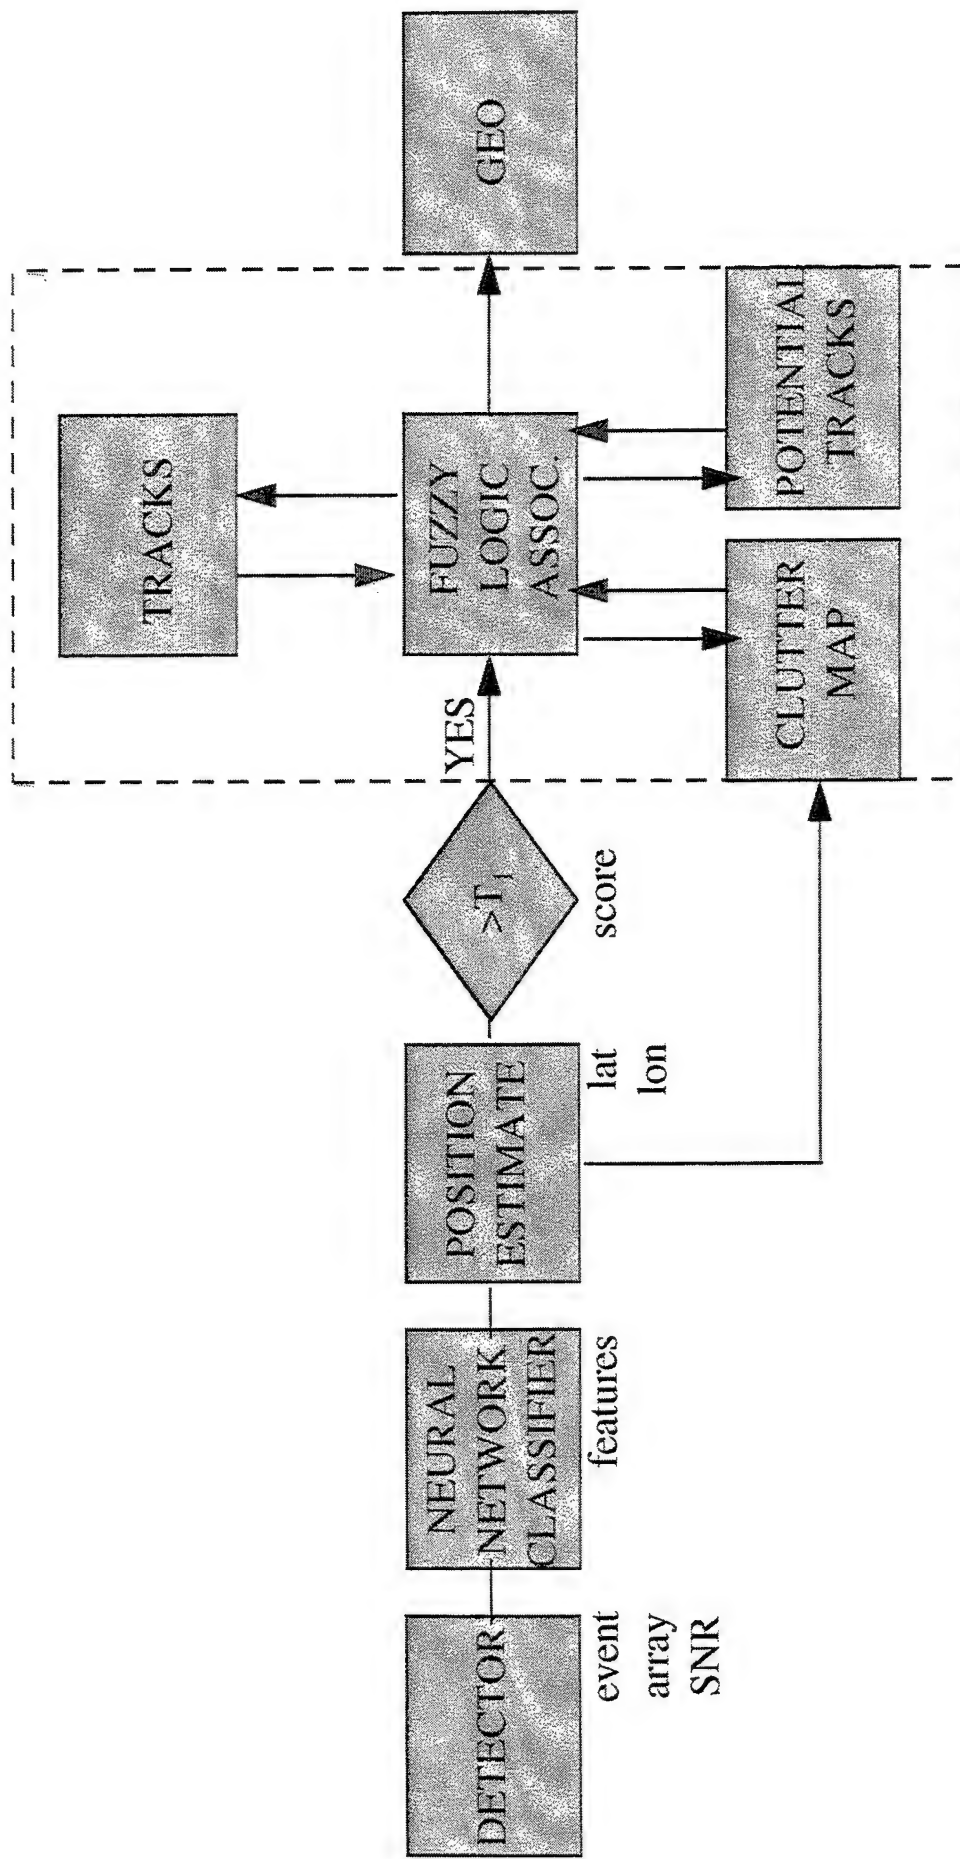 DETECTOR
event
array
SNR
NEURAL
NETWORK
CLASSIFIER
features
POSITION
ESTIMATE
lat
lon
>T1
score
YES
TRACKS
FUZZY
LOGIC
ASSOC.
CLUTTER
MAP
POTENTIAL
TRACKS
GEO